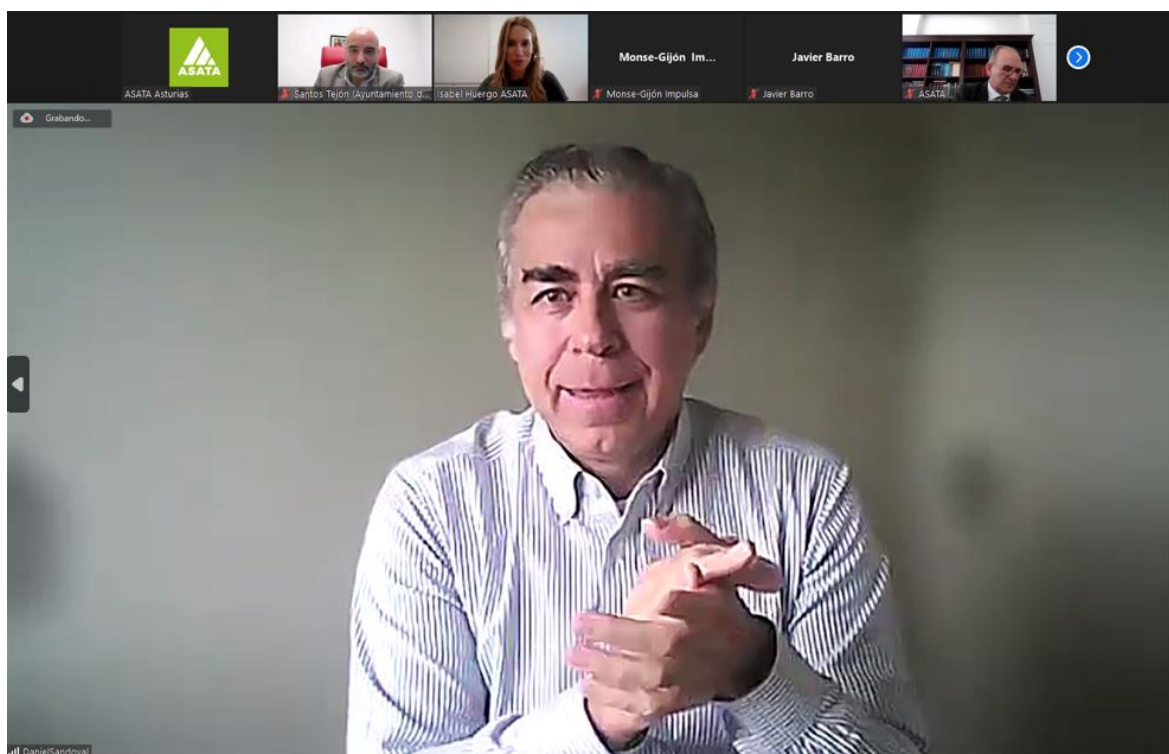 ASATA
Monse-Gijón Im...
Javier Barro
ASATA Asturias
Santos Tejón (Ayuntamiento d...
Isabel Huergo ASATA
Monse-Gijón Impulsa
Javier Barro
ASATA
Grabando...
DanielSandoval